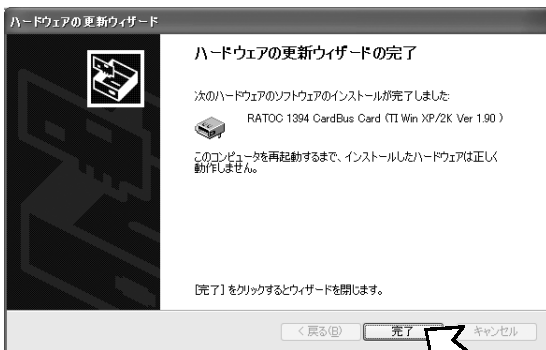 ハードウェアの更新ウィザード
ハードウェアの更新ウィザードの完了
次のハードウェアのソフトウェアのインストールが完了しました:
RATOC 1394 CardBus Card (TI Win XP/2K Ver 1.90 )
このコンピュータを再起動するまで、インストールしたハードウェアは正しく
動作しません。
[完了] をクリックするとウィザードを閉じます。
< 戻る(B) 完了 キャンセル